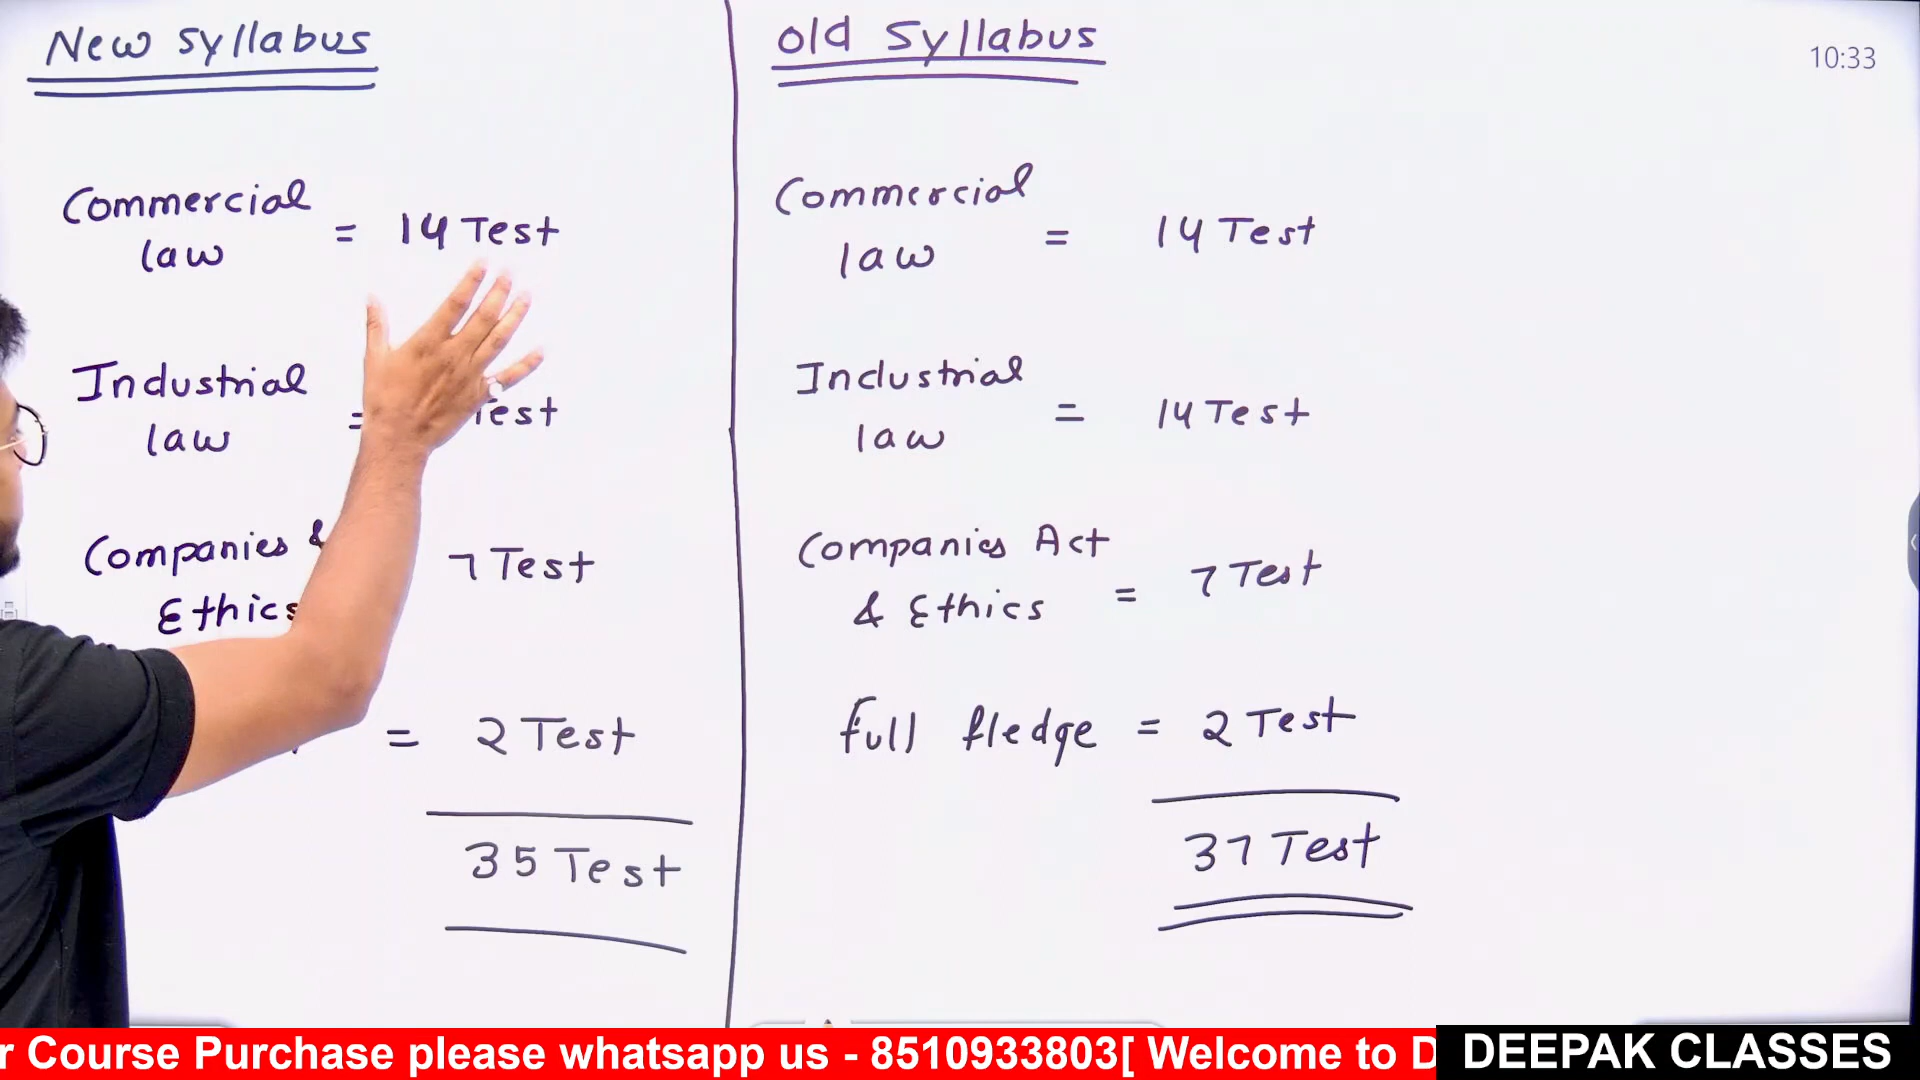 New Syllabus
Commercial
law = 14 Test
Industrial
law = Test
Companies &
Ethics 7 Test
= 2 Test
35 Test
old Syllabus
10:33
Commercial
law = 14 Test
Industrial
law = 14 Test
Companies Act
& Ethics = 7 Test
Full fledge = 2 Test
37 Test
r Course Purchase please whatsapp us - 8510933803[ Welcome to D
DEEPAK CLASSES